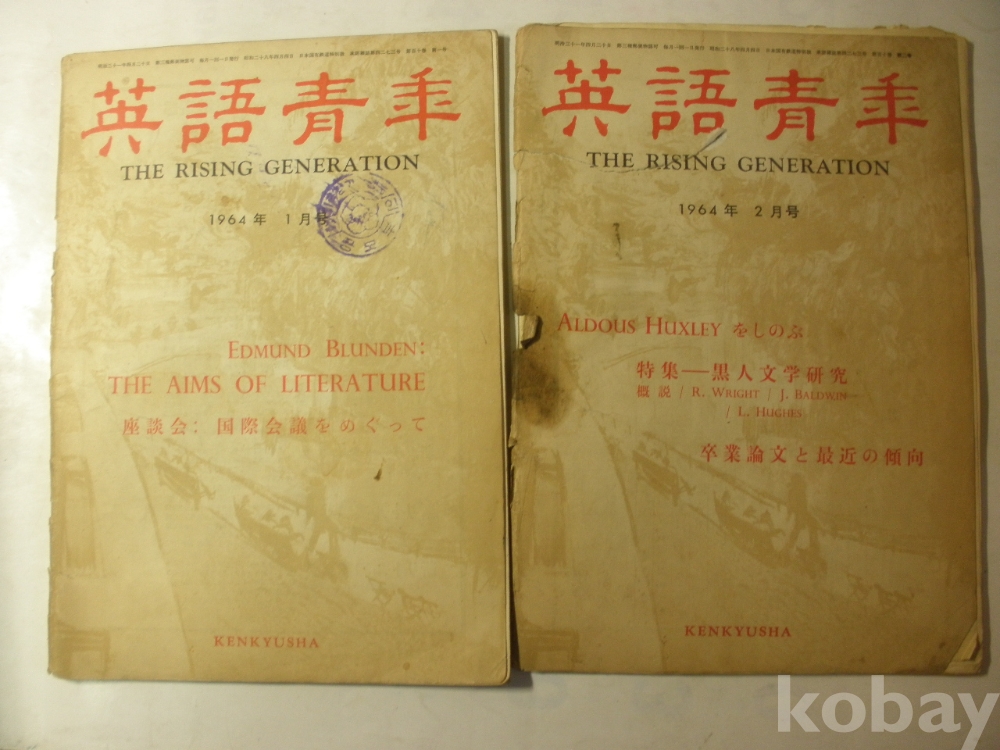 英語青年
THE RISING GENERATION
1964年 1月号
EDMUND BLUNDEN:
THE AIMS OF LITERATURE
座談会: 国際会議をめぐって
KENKYUSHA
英語青年
THE RISING GENERATION
1964年 2月号
ALDOUS HUXLEY をしのぶ
特集—黒人文学研究
概説 / R. WRIGHT / J. BALDWIN
/ L. HUGHES
卒業論文と最近の傾向
KENKYUSHA
kobay